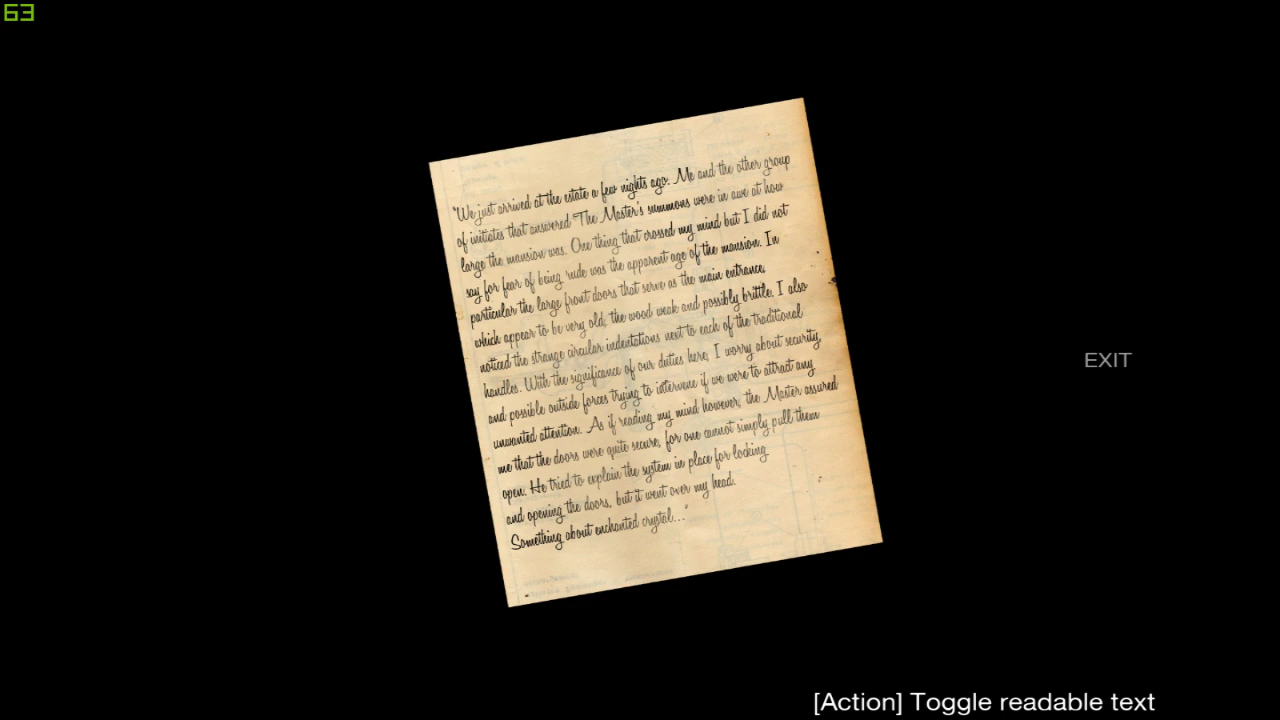 63
"We just arrived at the estate a few nights ago. Me and the other group
of initiates that answered The Master's summons were in awe at how
large the mansion was. One thing that crossed my mind but I did not
say for fear of being rude was the apparent age of the mansion. In
particular the large front doors that serve as the main entrance,
which appear to be very old; the wood weak and possibly brittle. I also
noticed the strange circular indentations next to each of the traditional
handles. With the significance of our duties here, I worry about security,
and possible outside forces trying to intervene if we were to attract any
unwanted attention. As if reading my mind however, the Master assured
me that the doors were quite secure, for one cannot simply pull them
open. He tried to explain the system in place for locking
and opening the doors, but it went over my head.
Something about enchanted crystal..."
EXIT
[Action] Toggle readable text